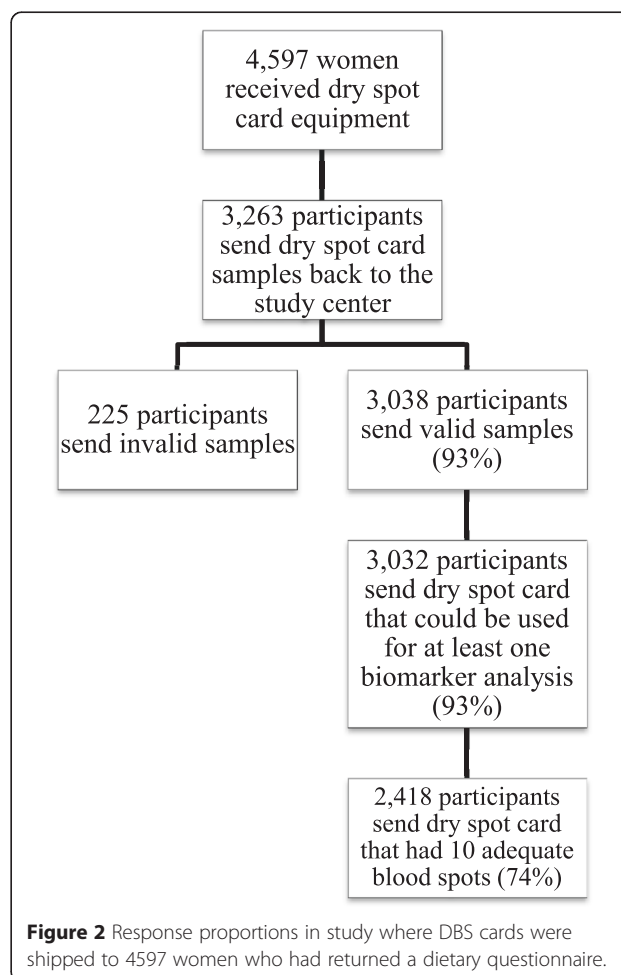 4,597 women
received dry spot
card equipment
3,263 participants
send dry spot card
samples back to the
study center
225 participants
send invalid samples
3,038 participants
send valid samples
(93%)
3,032 participants
send dry spot card
that could be used
for at least one
biomarker analysis
(93%)
2,418 participants
send dry spot card
that had 10 adequate
blood spots (74%)
Figure 2 Response proportions in study where DBS cards were
shipped to 4597 women who had returned a dietary questionnaire.